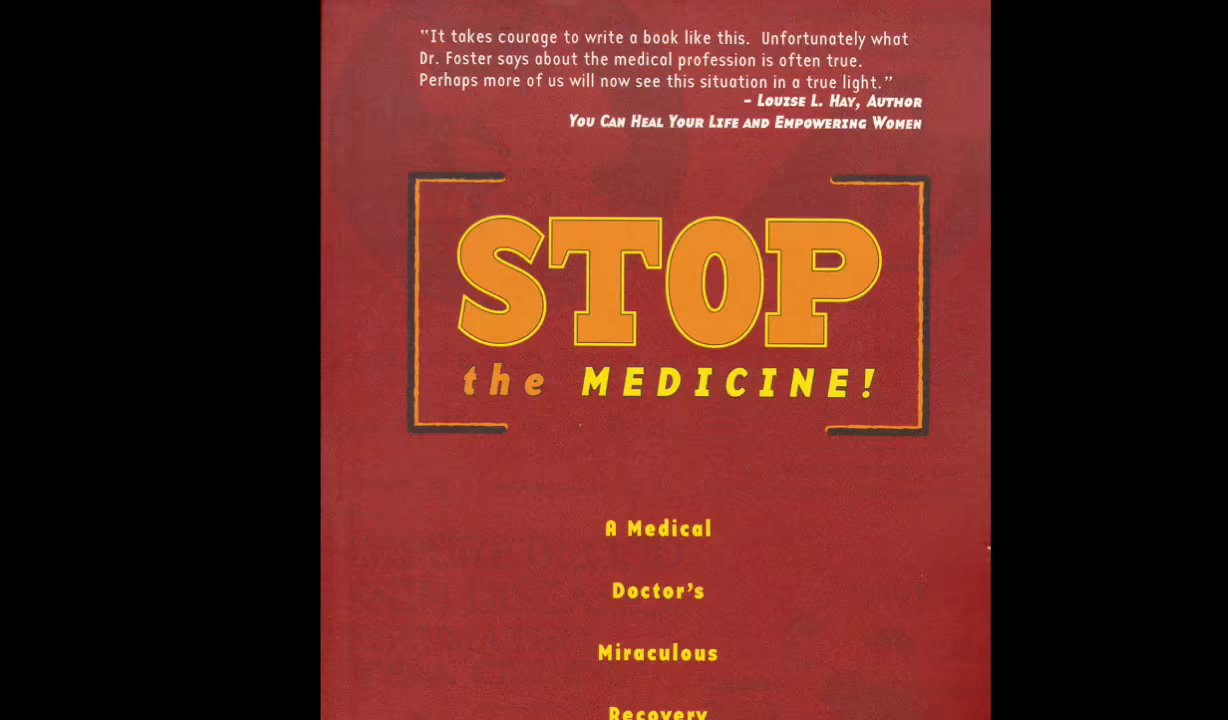 "It takes courage to write a book like this. Unfortunately what
Dr. Foster says about the medical profession is often true.
Perhaps more of us will now see this situation in a true light."
- Louise L. Hay, Author
You Can Heal Your Life and Empowering Women
STOP
the MEDICINE!
A Medical
Doctor's
Miraculous
Recovery